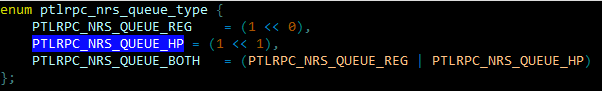 enum ptlrpc_nrs_queue_type {
    PTLRPC_NRS_QUEUE_REG    = (1 << 0),
    PTLRPC_NRS_QUEUE_HP = (1 << 1),
    PTLRPC_NRS_QUEUE_BOTH   = (PTLRPC_NRS_QUEUE_REG | PTLRPC_NRS_QUEUE_HP)
};